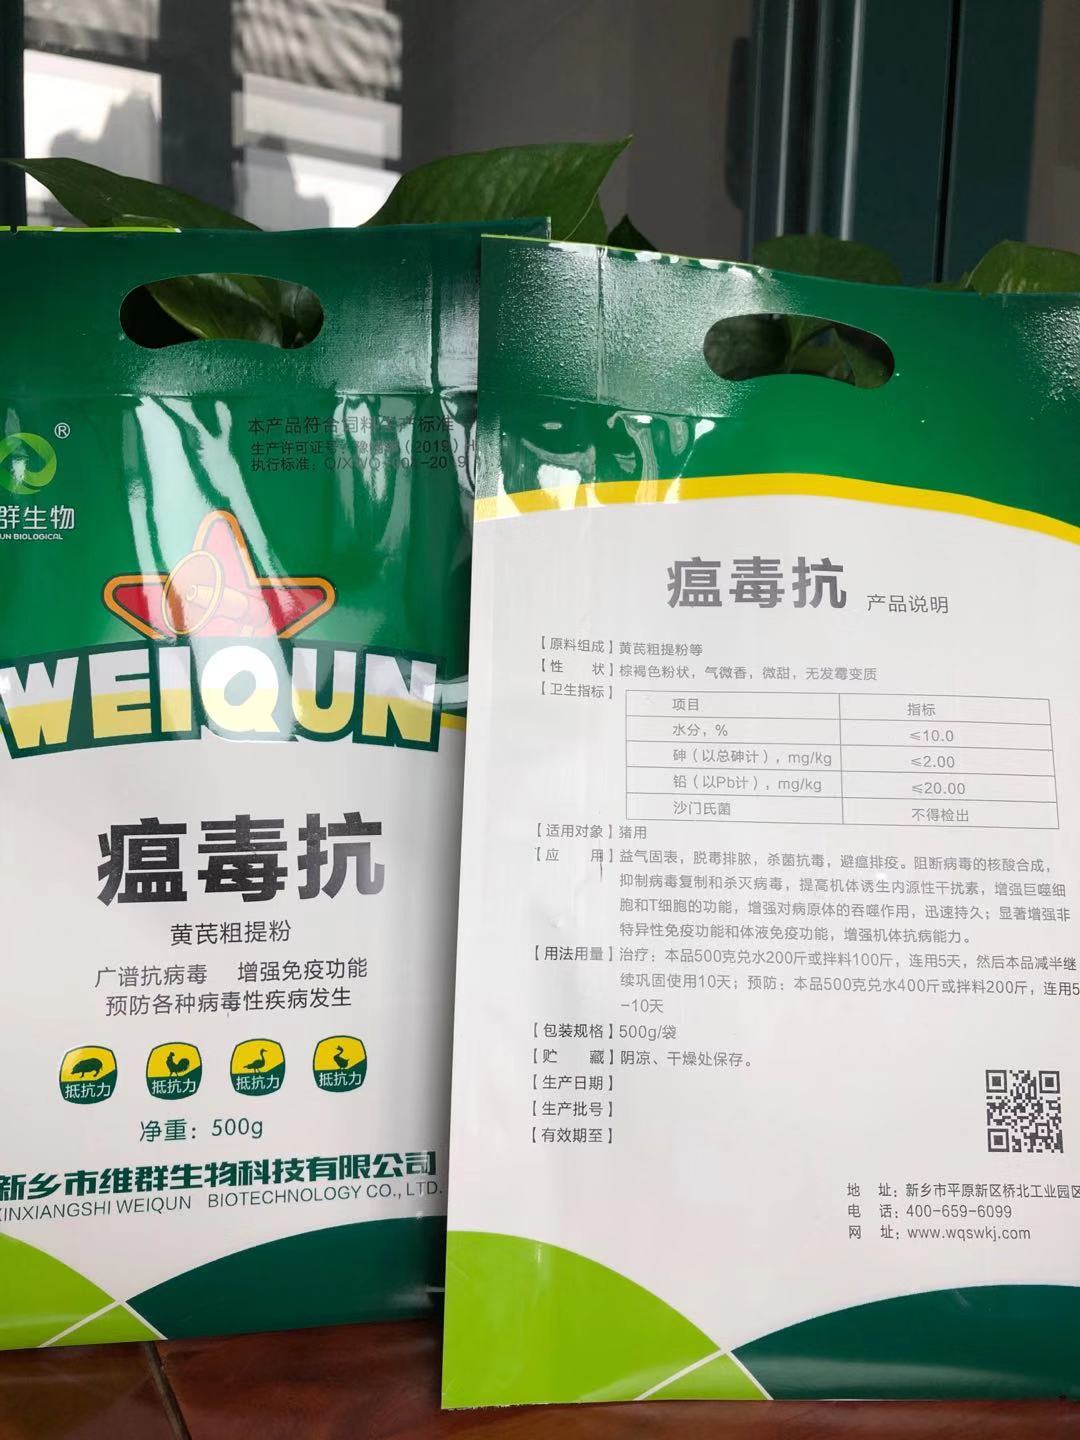 ®
群生物
UN BIOLOGICAL
本产品符合饲料生产标准
生产许可证号：豫
（2019）
执行标准：Q/XWQ
-2019
WEIQUN
瘟毒抗
黄芪粗提粉
广谱抗病毒 增强免疫功能
预防各种病毒性疾病发生
抵抗力 抵抗力 抵抗力 抵抗力
净重：500g
新乡市维群生物科技有限公司
XINXIANGSHI WEIQUN BIOTECHNOLOGY CO., LTD.
瘟毒抗 产品说明
【原料组成】黄芪粗提粉等
【性 状】棕褐色粉状，气微香，微甜，无发霉变质
【卫生指标】
项目 指标
水分，% ≤10.0
砷（以总砷计），mg/kg ≤2.00
铅（以Pb计），mg/kg ≤20.00
沙门氏菌 不得检出
【适用对象】猪用
【应 用】益气固表，脱毒排脓，杀菌抗毒，避瘟排疫。阻断病毒的核酸合成，
抑制病毒复制和杀灭病毒，提高机体诱生内源性干扰素，增强巨噬细
胞和T细胞的功能，增强对病原体的吞噬作用，迅速持久；显著增强非
特异性免疫功能和体液免疫功能，增强机体抗病能力。
【用法用量】治疗：本品500克兑水200斤或拌料100斤，连用5天，然后本品减半继
续巩固使用10天；预防：本品500克兑水400斤或拌料200斤，连用5
-10天
【包装规格】500g/袋
【贮 藏】阴凉、干燥处保存。
【生产日期】
【生产批号】
【有效期至】
地 址：新乡市平原新区桥北工业园区
电 话：400-659-6099
网 址：www.wqswkj.com